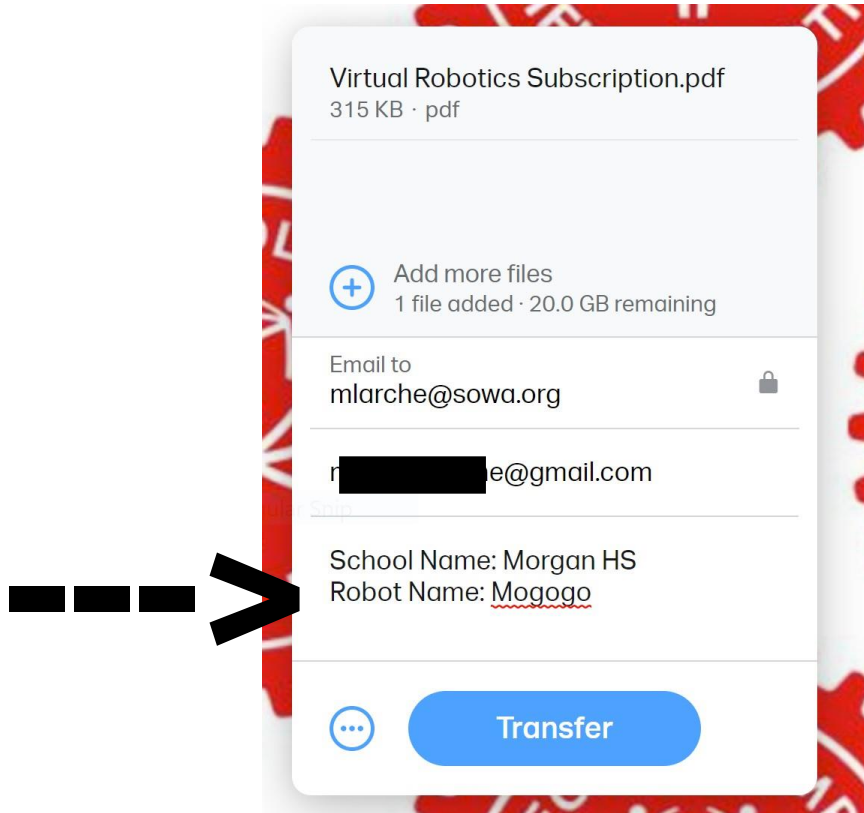 Virtual Robotics Subscription.pdf
315 KB · pdf
Add more files
1 file added · 20.0 GB remaining
Email to
mlarche@sowa.org
e@gmail.com
School Name: Morgan HS
Robot Name: Mogogo
Transfer